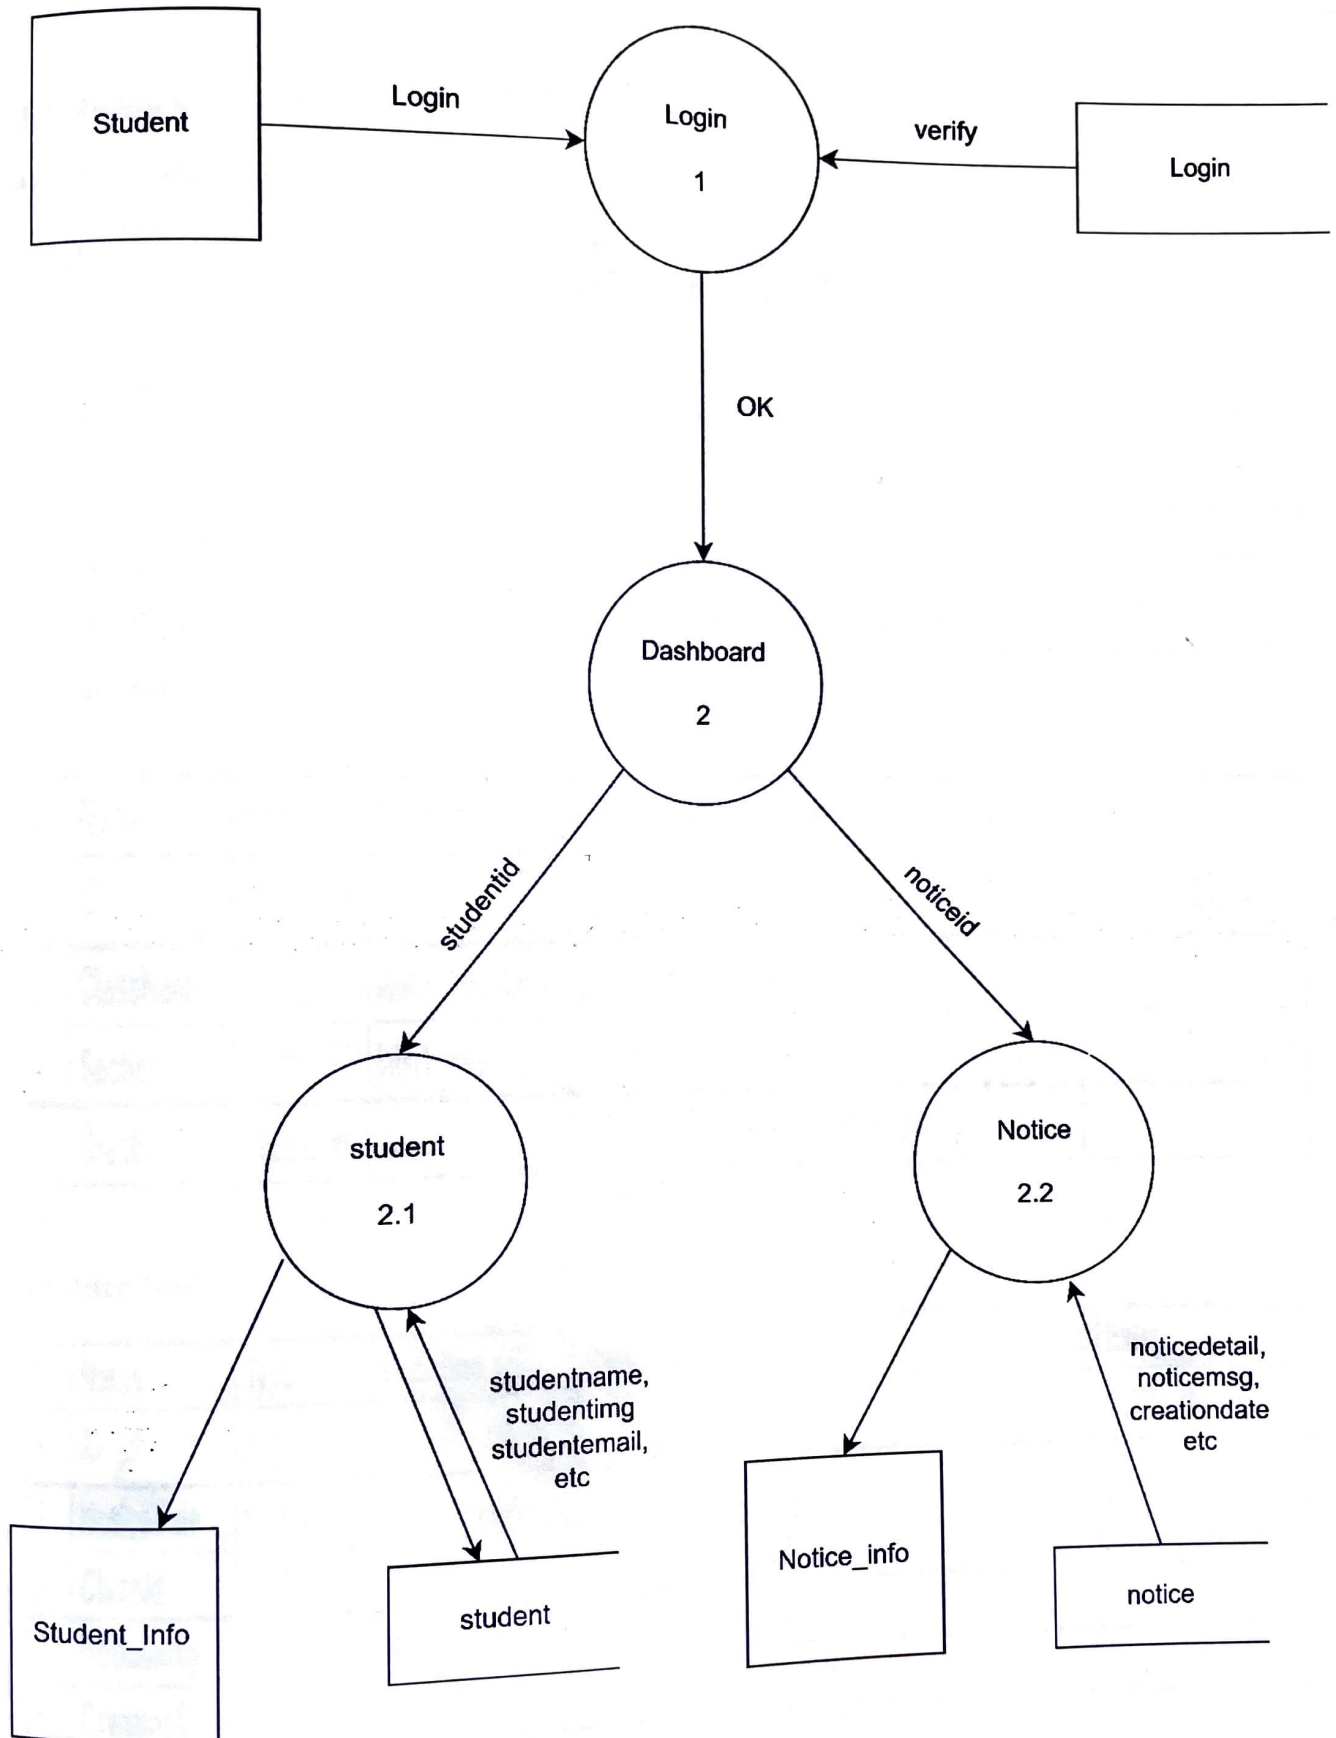 Student
Login
Login
1
verify
Login
OK
Dashboard
2
studentid
noticeid
student
2.1
Notice
2.2
studentname,
studentimg
studentemail,
etc
noticedetail,
noticemsg,
creationdate
etc
Student_Info
student
Notice_info
notice